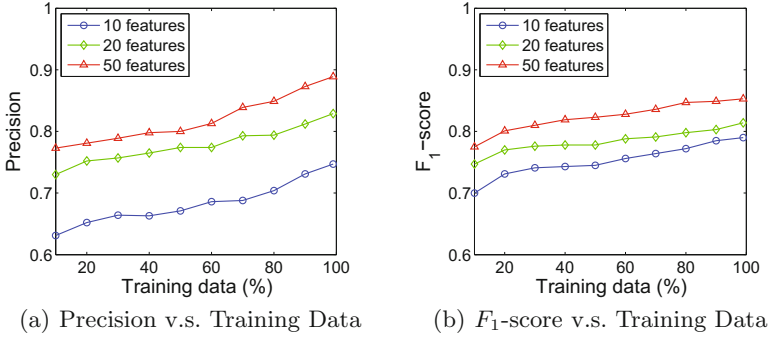 10 features
20 features
50 features
1
0.9
0.8
0.7
0.6
Precision
20 40 60 80 100
Training data (%)
(a) Precision v.s. Training Data
10 features
20 features
50 features
1
0.9
0.8
0.7
0.6
F₁−score
20 40 60 80 100
Training data (%)
(b) F₁-score v.s. Training Data